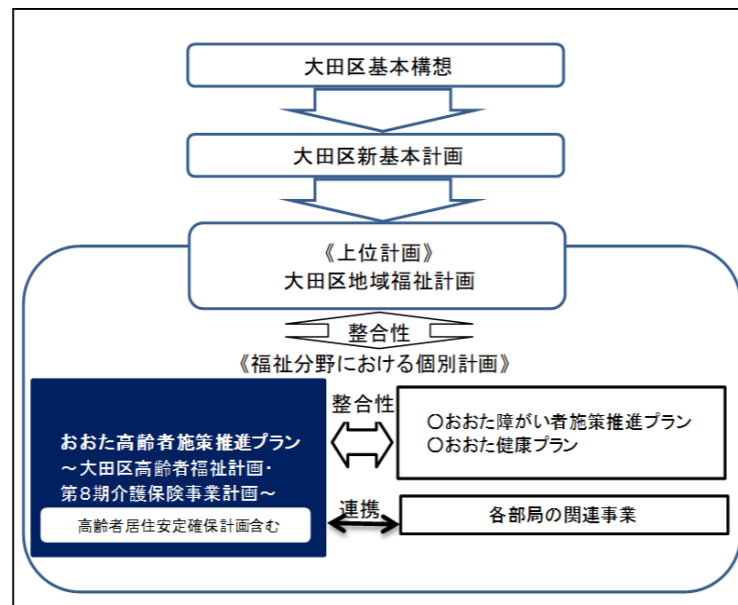 大田区基本構想
大田区新基本計画
《上位計画》
大田区地域福祉計画
整合性
《福祉分野における個別計画》
おおた高齢者施策推進プラン
～大田区高齢者福祉計画・
第８期介護保険事業計画～
高齢者居住安定確保計画含む
整合性
○おおた障がい者施策推進プラン
○おおた健康プラン
連携
各部局の関連事業